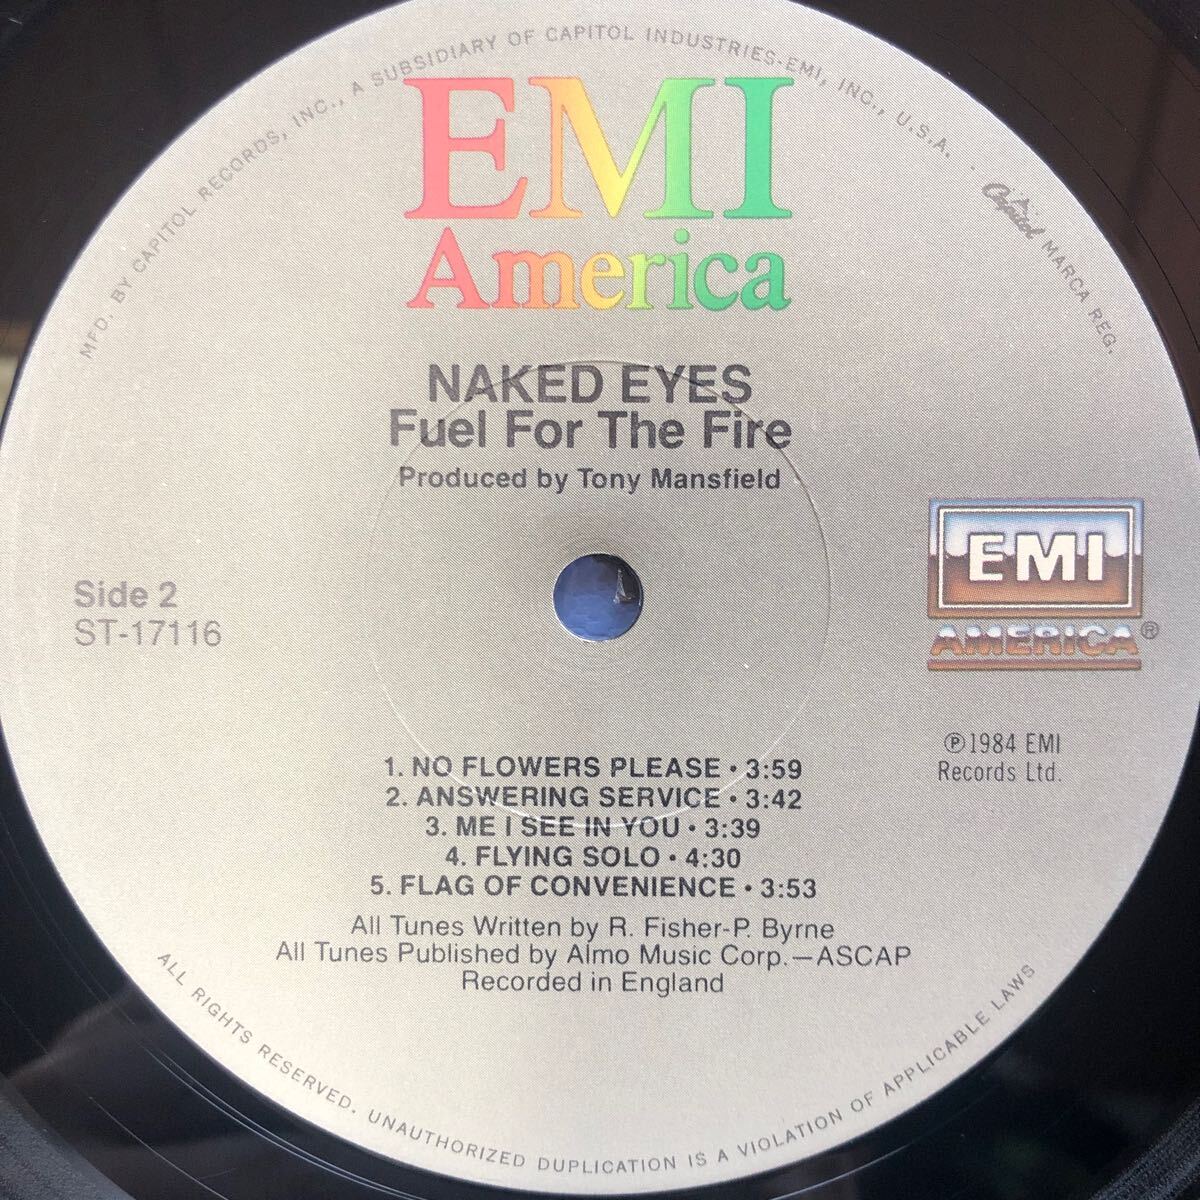 MFD. BY CAPITOL RECORDS, INC., A SUBSIDIARY OF CAPITOL INDUSTRIES-EMI, INC., U.S.A. Capitol MARCA REG.
EMI
America
NAKED EYES
Fuel For The Fire
Produced by Tony Mansfield
Side 2
ST-17116
EMI
AMERICA®
℗1984 EMI
Records Ltd.
1. NO FLOWERS PLEASE • 3:59
2. ANSWERING SERVICE • 3:42
3. ME I SEE IN YOU • 3:39
4. FLYING SOLO • 4:30
5. FLAG OF CONVENIENCE • 3:53
All Tunes Written by R. Fisher-P. Byrne
All Tunes Published by Almo Music Corp.—ASCAP
Recorded in England
ALL RIGHTS RESERVED. UNAUTHORIZED DUPLICATION IS A VIOLATION OF APPLICABLE LAWS